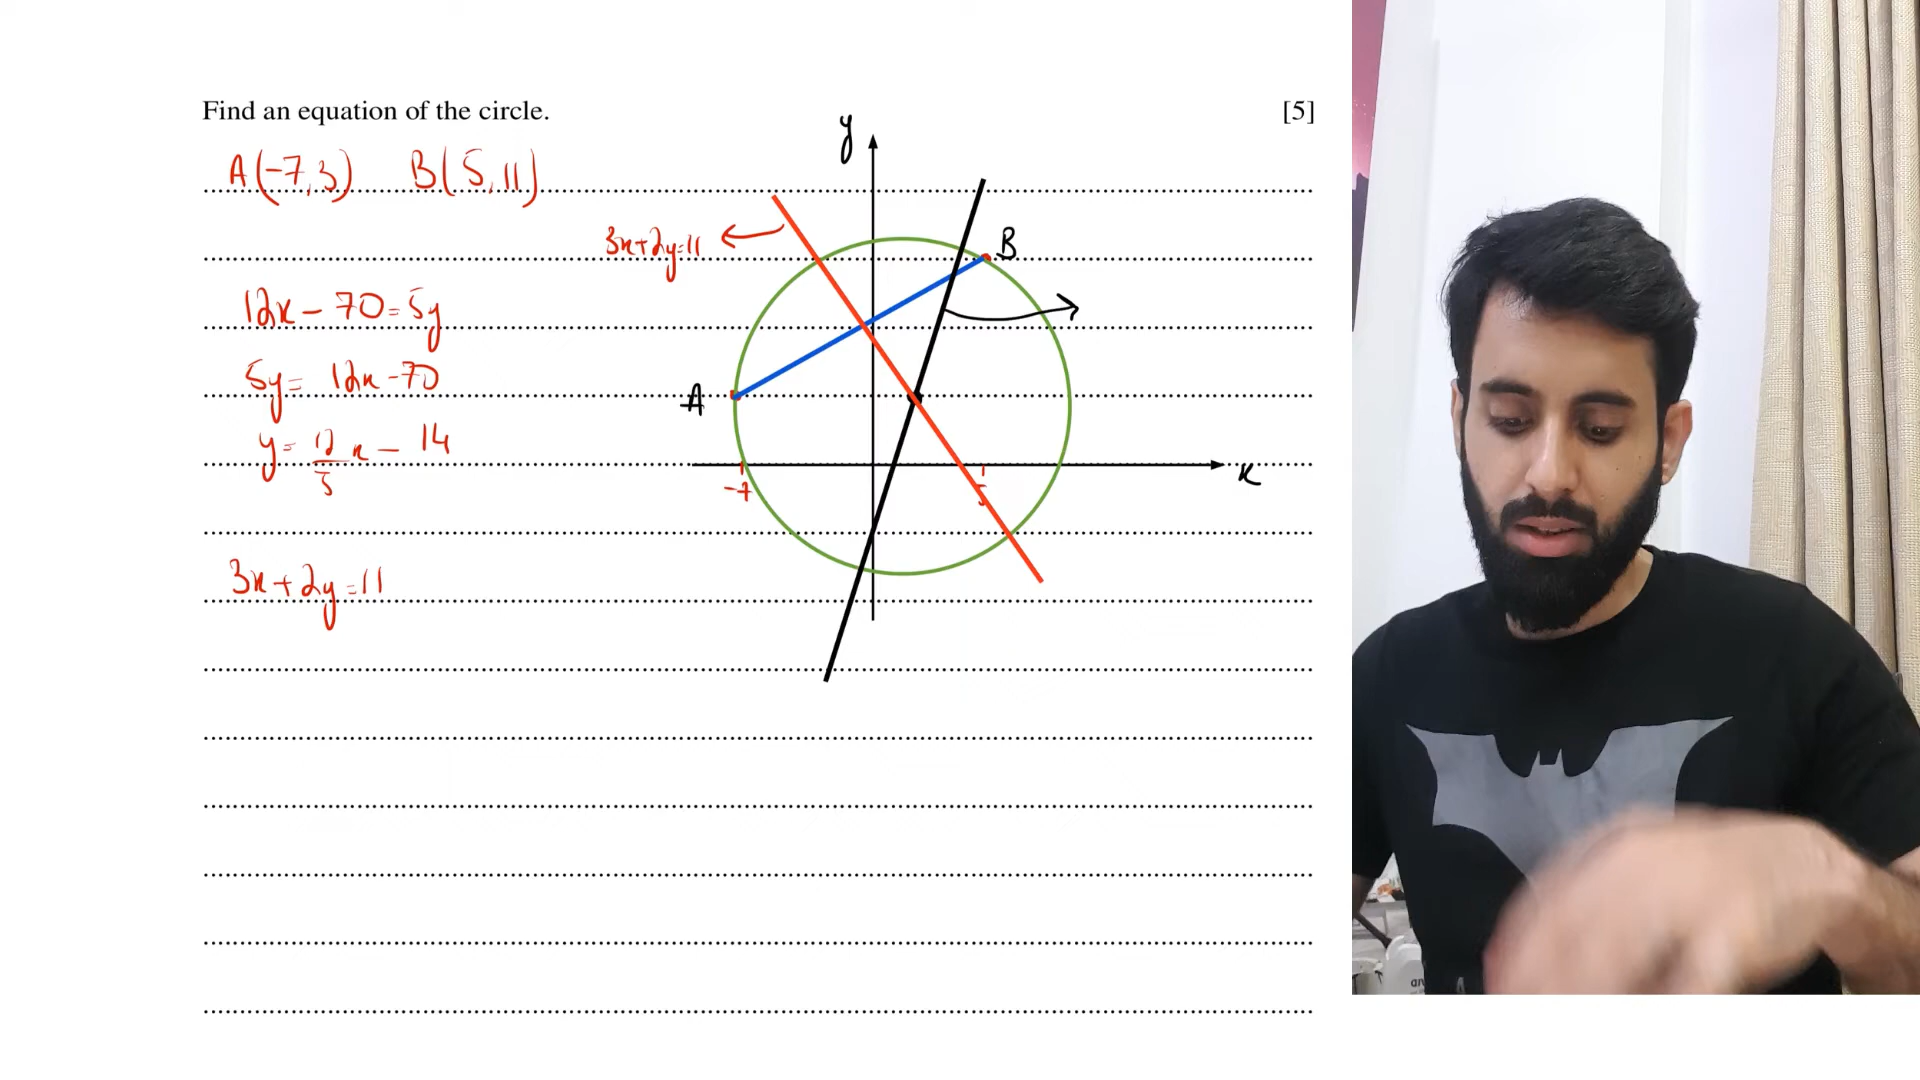 Find an equation of the circle. [5]
A(-7,3) B(5,11)
y
3x+2y=11
B
12x - 70 = 5y
5y = 12x - 70
A
y = 12/5 x - 14
-7
5
x
3x + 2y = 11